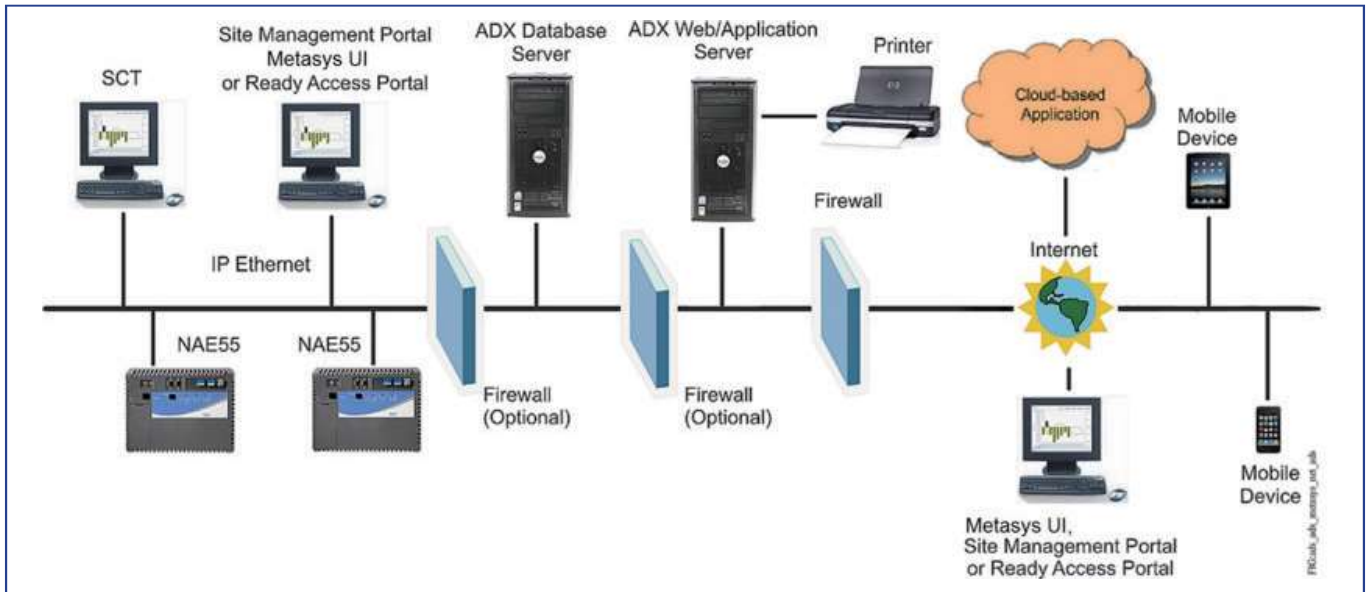 Site Management Portal
Metasys UI
or Ready Access Portal
SCT
ADX Database
Server
ADX Web/Application
Server
Printer
Cloud-based
Application
Mobile
Device
Firewall
Internet
IP Ethernet
NAE55
NAE55
Firewall
(Optional)
Firewall
(Optional)
Mobile
Device
Metasys UI,
Site Management Portal
or Ready Access Portal